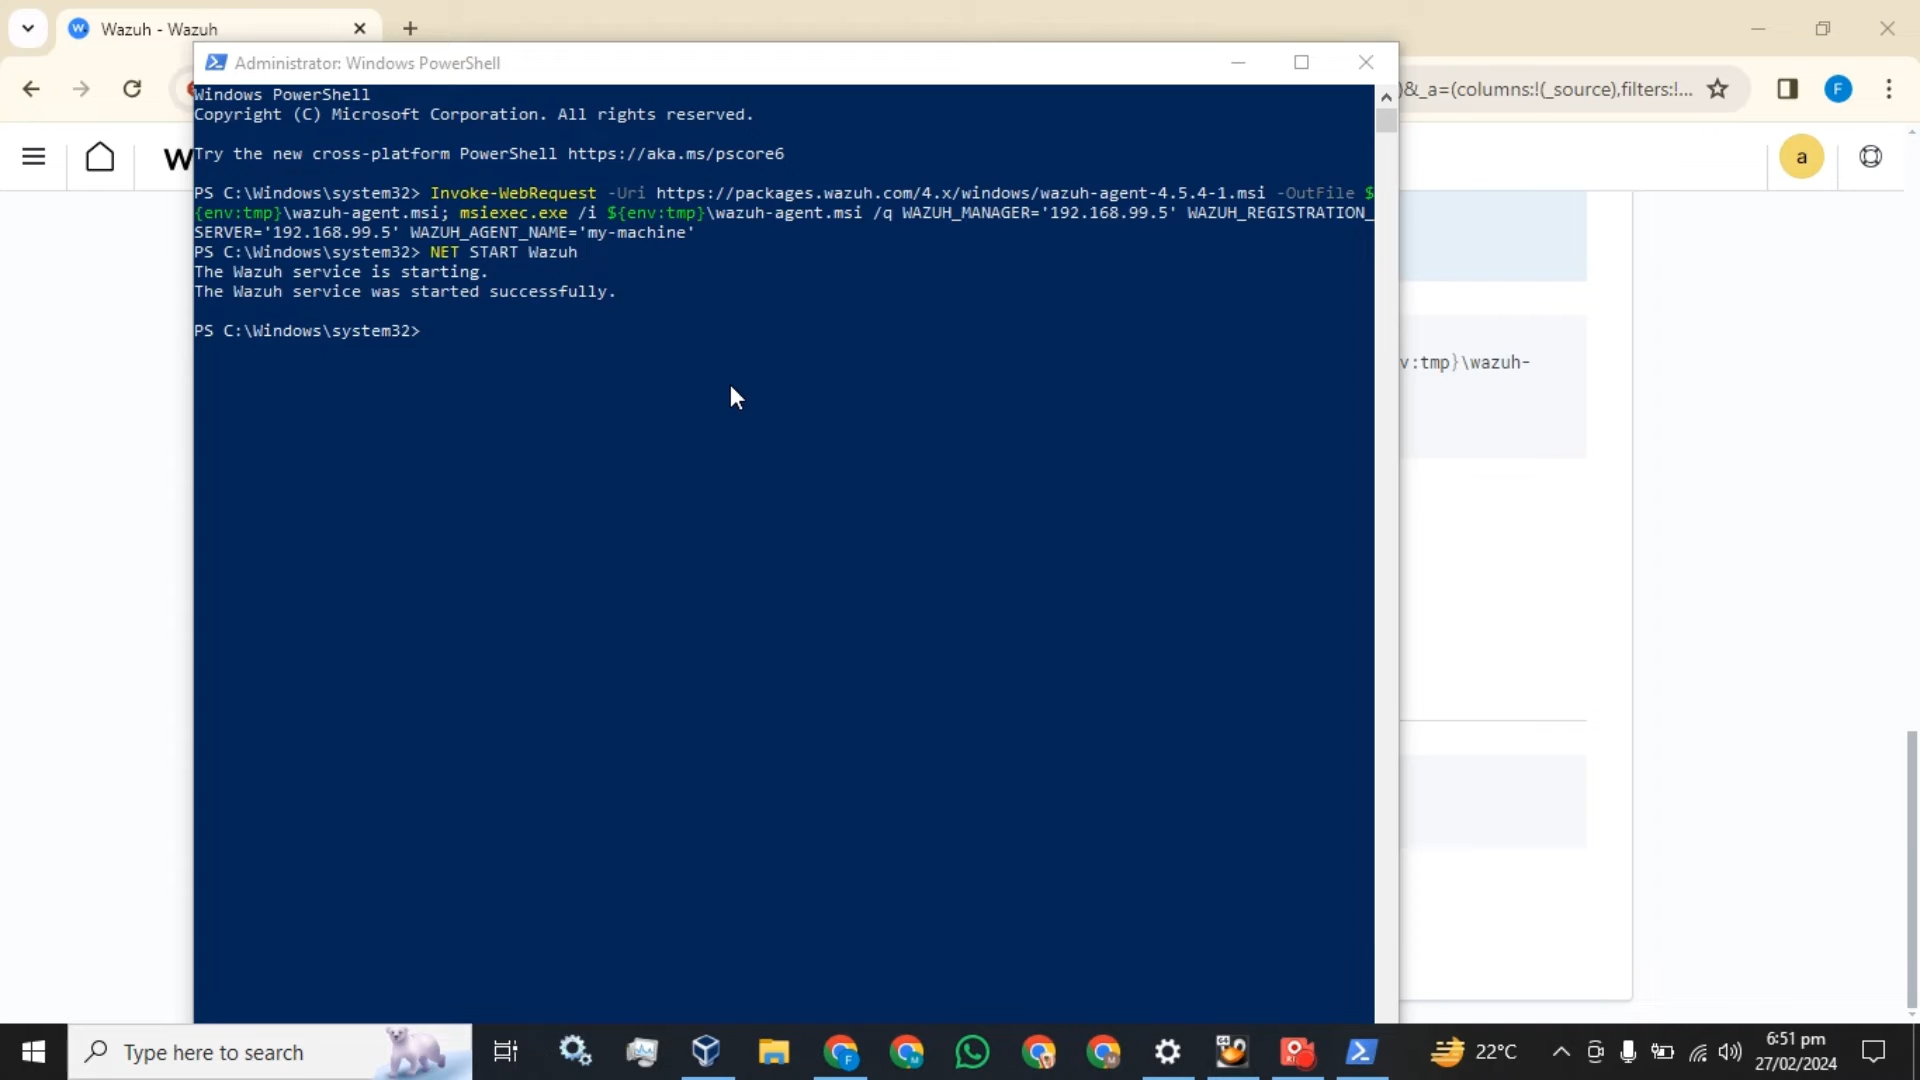 Wazuh - Wazuh
Administrator: Windows PowerShell
)&_a=(columns:!(_source),filters:!...
F
W
a
Windows PowerShell
Copyright (C) Microsoft Corporation. All rights reserved.
Try the new cross-platform PowerShell https://aka.ms/pscore6
PS C:\Windows\system32> Invoke-WebRequest -Uri https://packages.wazuh.com/4.x/windows/wazuh-agent-4.5.4-1.msi -OutFile $
{env:tmp}\wazuh-agent.msi; msiexec.exe /i ${env:tmp}\wazuh-agent.msi /q WAZUH_MANAGER='192.168.99.5' WAZUH_REGISTRATION_
SERVER='192.168.99.5' WAZUH_AGENT_NAME='my-machine'
PS C:\Windows\system32> NET START Wazuh
The Wazuh service is starting.
The Wazuh service was started successfully.
PS C:\Windows\system32>
v:tmp}\wazuh-
Type here to search
22°C
6:51 pm
27/02/2024